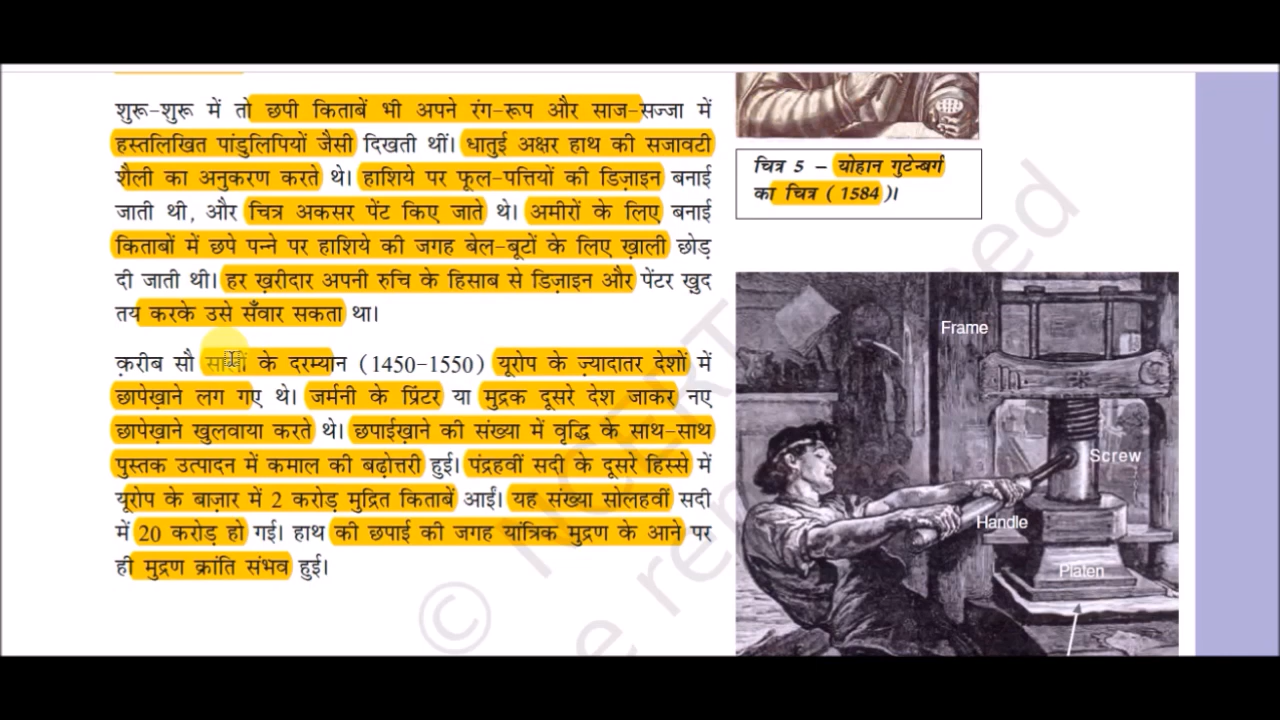 शुरू-शुरू में तो छपी किताबें भी अपने रंग-रूप और साज-सज्जा में
हस्तलिखित पांडुलिपियों जैसी दिखती थीं। धातुई अक्षर हाथ की सजावटी
शैली का अनुकरण करते थे। हाशिये पर फूल-पत्तियों की डिज़ाइन बनाई
जाती थी, और चित्र अकसर पेंट किए जाते थे। अमीरों के लिए बनाई
किताबों में छपे पन्ने पर हाशिये की जगह बेल-बूटों के लिए ख़ाली छोड़
दी जाती थी। हर ख़रीदार अपनी रुचि के हिसाब से डिज़ाइन और पेंटर ख़ुद
तय करके उसे सँवार सकता था।
क़रीब सौ सालों के दरम्यान (1450-1550) यूरोप के ज़्यादातर देशों में
छापेख़ाने लग गए थे। जर्मनी के प्रिंटर या मुद्रक दूसरे देश जाकर नए
छापेख़ाने खुलवाया करते थे। छपाईख़ाने की संख्या में वृद्धि के साथ-साथ
पुस्तक उत्पादन में कमाल की बढ़ोत्तरी हुई। पंद्रहवीं सदी के दूसरे हिस्से में
यूरोप के बाज़ार में 2 करोड़ मुद्रित किताबें आईं। यह संख्या सोलहवीं सदी
में 20 करोड़ हो गई। हाथ की छपाई की जगह यांत्रिक मुद्रण के आने पर
ही मुद्रण क्रांति संभव हुई।
चित्र 5 – योहान गुटेन्बर्ग
का चित्र (1584)।
Frame
Screw
Handle
Platen
© NCERT